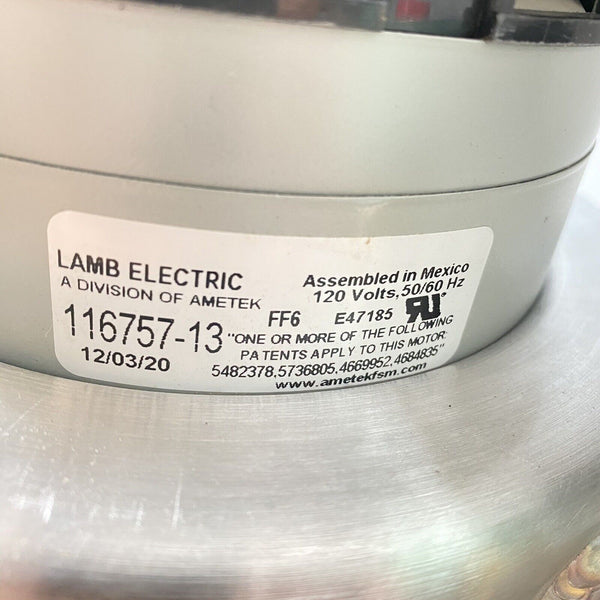 LAMB ELECTRIC
A DIVISION OF AMETEK
116757-13
12/03/20
Assembled in Mexico
120 Volts, 50/60 Hz
FF6 E47185 RU
"ONE OR MORE OF THE FOLLOWING
PATENTS APPLY TO THIS MOTOR:
5482378,5736805,4669952,4684835"
www.ametekfsm.com